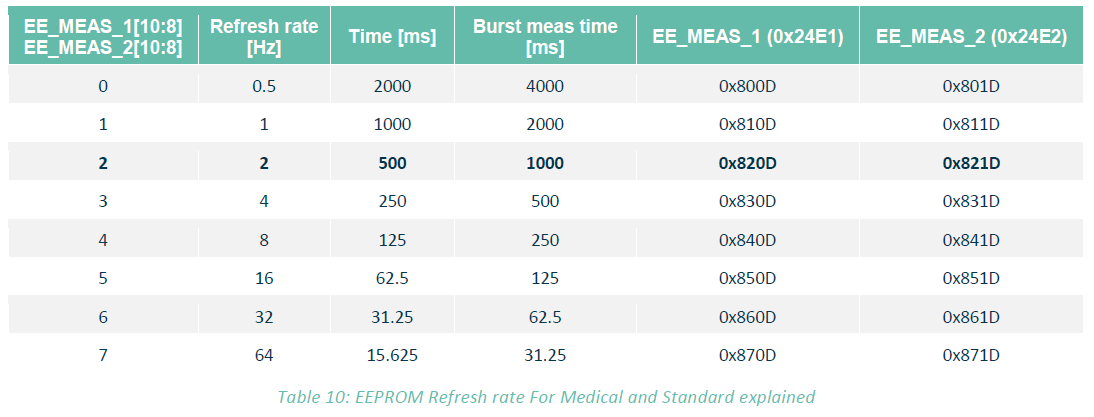 EE_MEAS_1[10:8] EE_MEAS_2[10:8] Refresh rate [Hz] Time [ms] Burst meas time [ms] EE_MEAS_1 (0x24E1) EE_MEAS_2 (0x24E2)
0 0.5 2000 4000 0x800D 0x801D
1 1 1000 2000 0x810D 0x811D
2 2 500 1000 0x820D 0x821D
3 4 250 500 0x830D 0x831D
4 8 125 250 0x840D 0x841D
5 16 62.5 125 0x850D 0x851D
6 32 31.25 62.5 0x860D 0x861D
7 64 15.625 31.25 0x870D 0x871D
Table 10: EEPROM Refresh rate For Medical and Standard explained